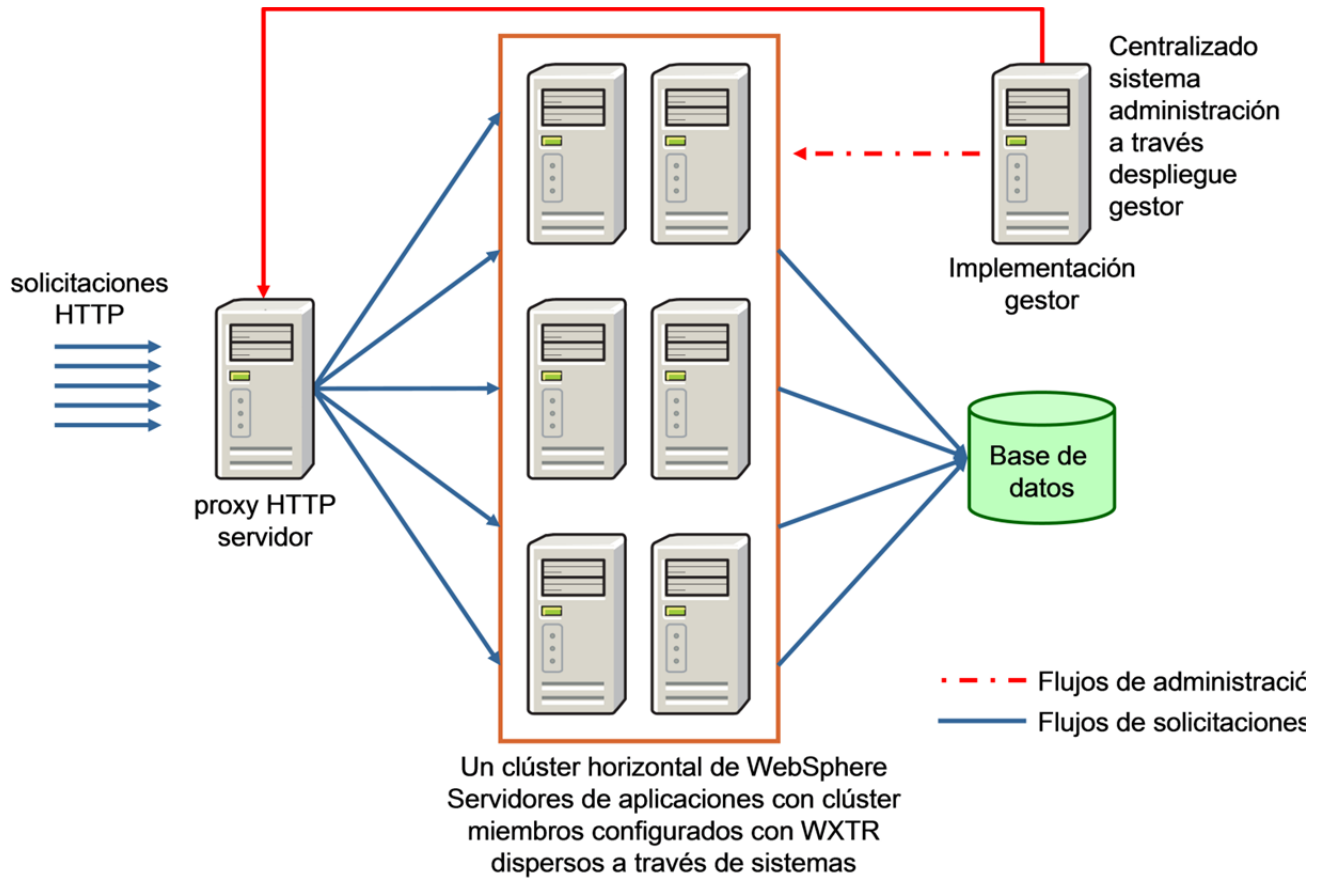 Centralizado
sistema
administración
a través
despliegue
gestor
Implementación
gestor
solicitaciones
HTTP
proxy HTTP
servidor
Base de
datos
Flujos de administració
Flujos de solicitaciones
Un clúster horizontal de WebSphere
Servidores de aplicaciones con clúster
miembros configurados con WXTR
dispersos a través de sistemas